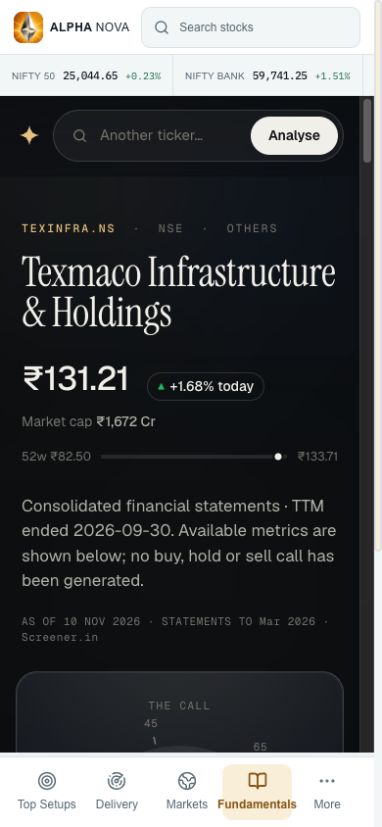 ALPHA NOVA
Search stocks
NIFTY 50 25,044.65 +0.23% NIFTY BANK 59,741.25 +1.51%
Another ticker...
Analyse
TEXINFRA.NS · NSE · OTHERS
Texmaco Infrastructure
& Holdings
₹131.21 ▲ +1.68% today
Market cap ₹1,672 Cr
52w ₹82.50 ₹133.71
Consolidated financial statements · TTM
ended 2026-09-30. Available metrics are
shown below; no buy, hold or sell call has
been generated.
AS OF 10 NOV 2026 · STATEMENTS TO Mar 2026 ·
Screener.in
THE CALL
45
65
Top Setups Delivery Markets Fundamentals More